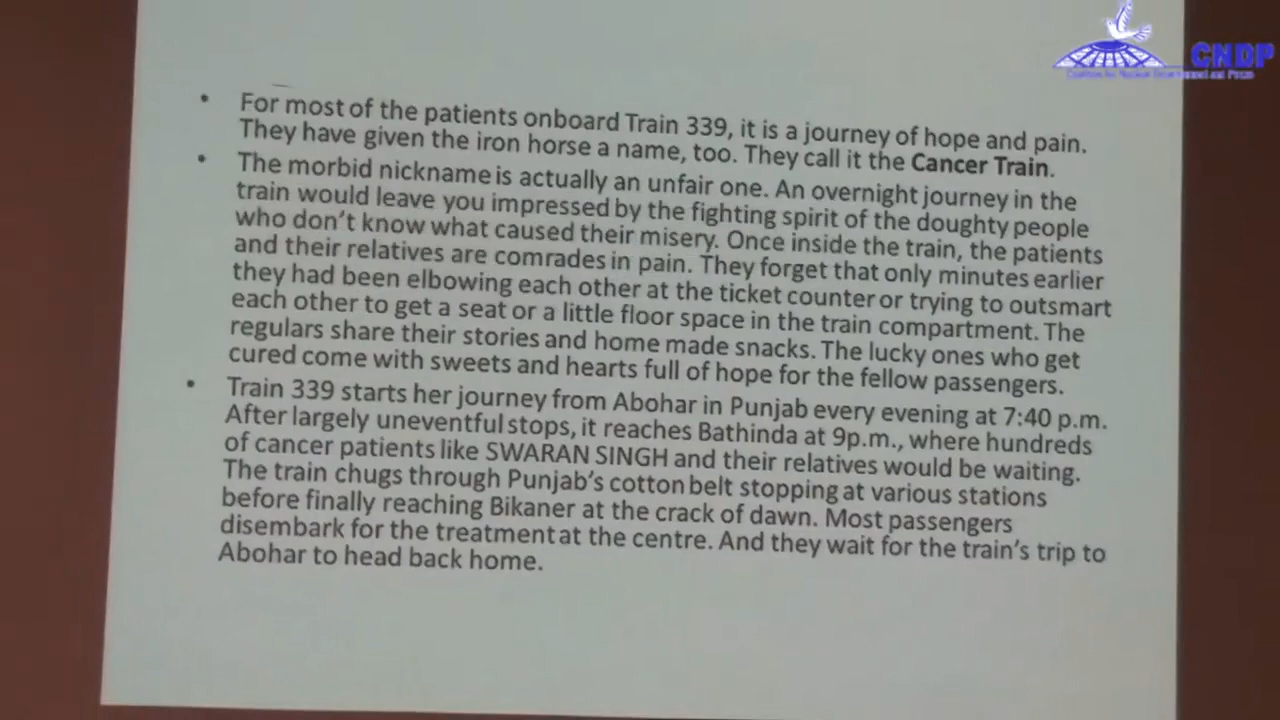 CNDP
Coalition for Nuclear Disarmament and Peace
• For most of the patients onboard Train 339, it is a journey of hope and pain.
They have given the iron horse a name, too. They call it the Cancer Train.
• The morbid nickname is actually an unfair one. An overnight journey in the
train would leave you impressed by the fighting spirit of the doughty people
who don't know what caused their misery. Once inside the train, the patients
and their relatives are comrades in pain. They forget that only minutes earlier
they had been elbowing each other at the ticket counter or trying to outsmart
each other to get a seat or a little floor space in the train compartment. The
regulars share their stories and home made snacks. The lucky ones who get
cured come with sweets and hearts full of hope for the fellow passengers.
• Train 339 starts her journey from Abohar in Punjab every evening at 7:40 p.m.
After largely uneventful stops, it reaches Bathinda at 9p.m., where hundreds
of cancer patients like SWARAN SINGH and their relatives would be waiting.
The train chugs through Punjab's cotton belt stopping at various stations
before finally reaching Bikaner at the crack of dawn. Most passengers
disembark for the treatment at the centre. And they wait for the train's trip to
Abohar to head back home.